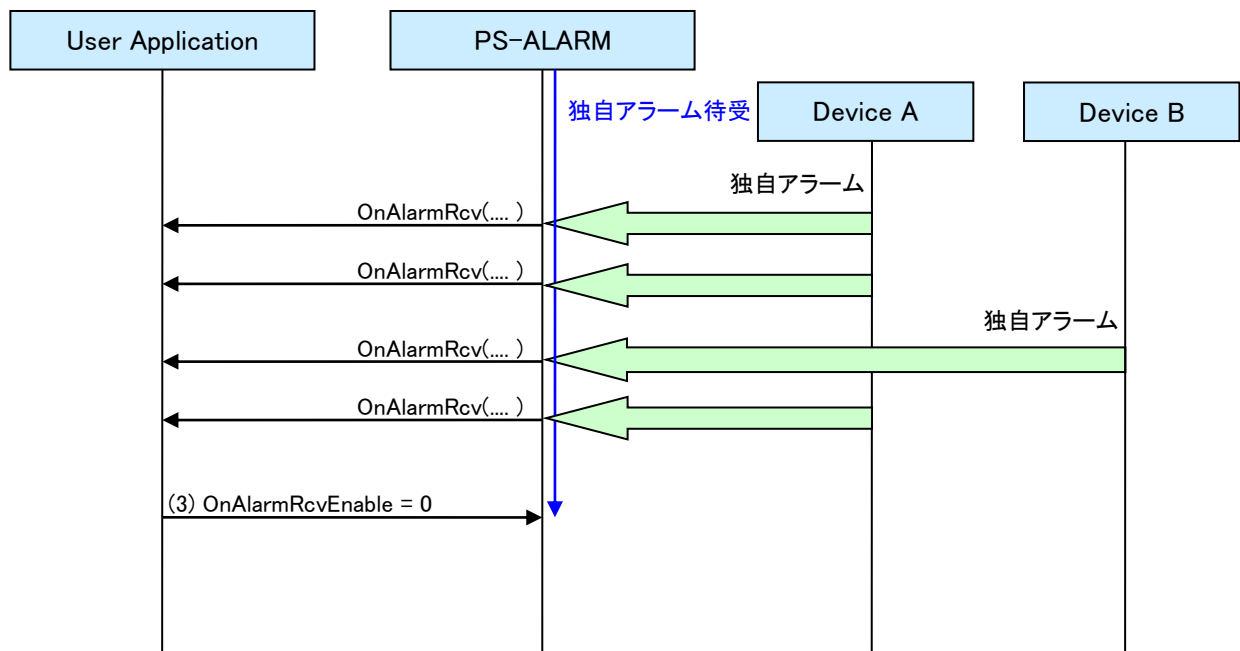 User Application
PS-ALARM
独自アラーム待受
Device A
Device B
独自アラーム
OnAlarmRcv(.... )
OnAlarmRcv(.... )
独自アラーム
OnAlarmRcv(.... )
OnAlarmRcv(.... )
(3) OnAlarmRcvEnable = 0